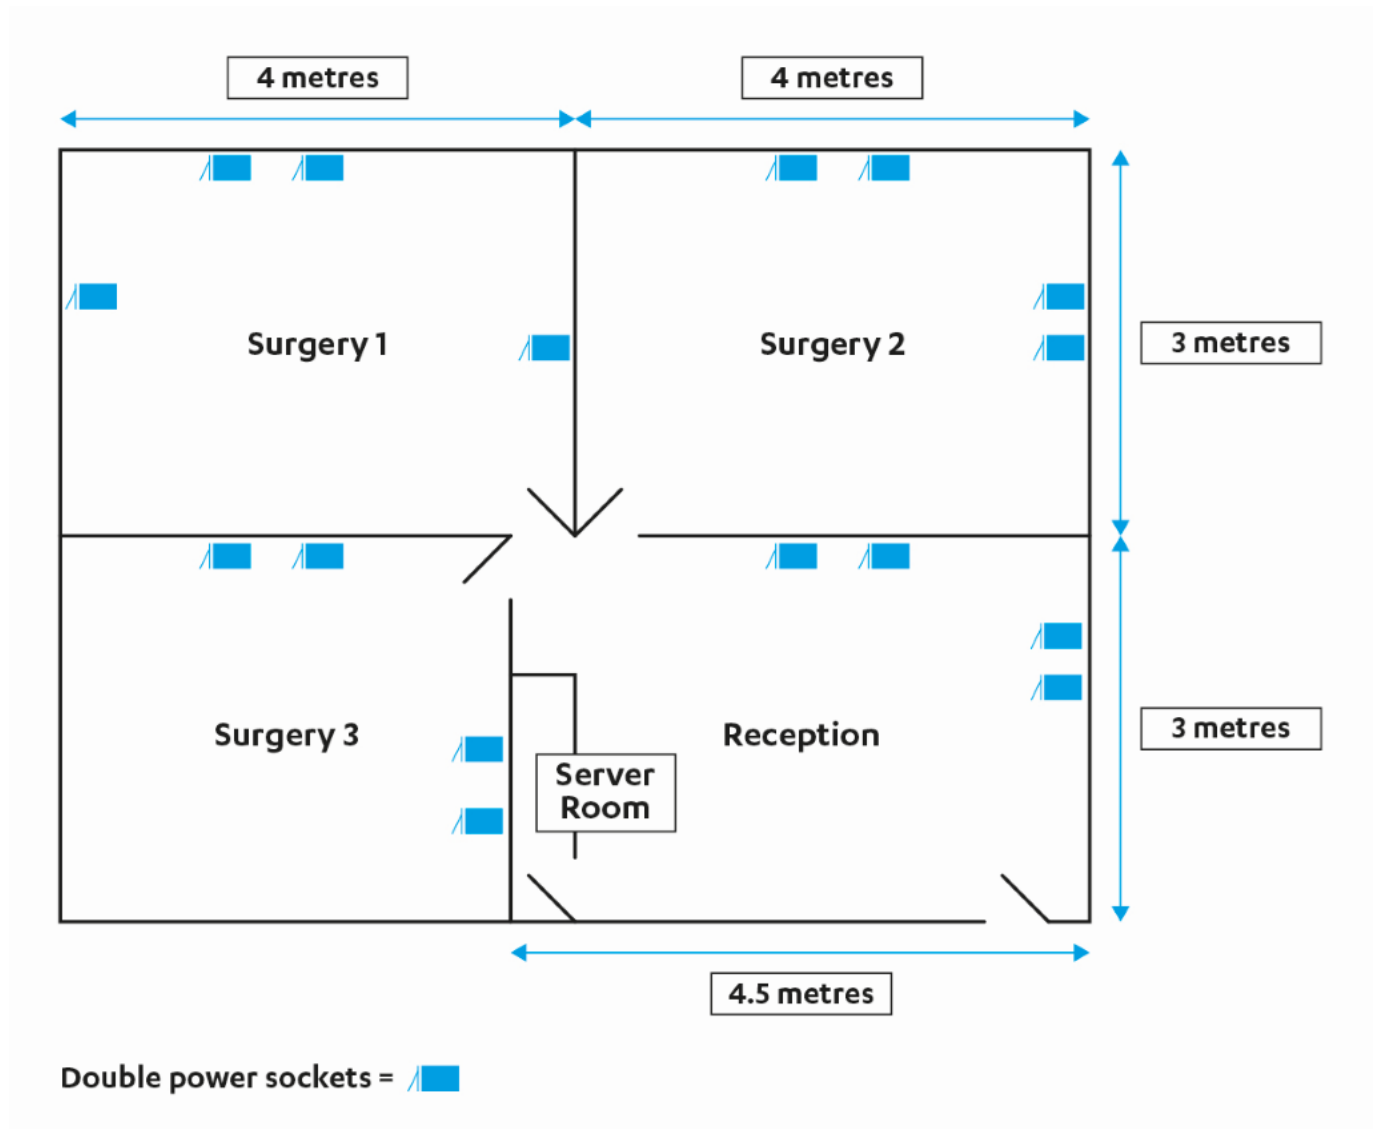 4 metres
4 metres
Surgery 1
Surgery 2
3 metres
Surgery 3
Reception
3 metres
Server
Room
4.5 metres
Double power sockets =